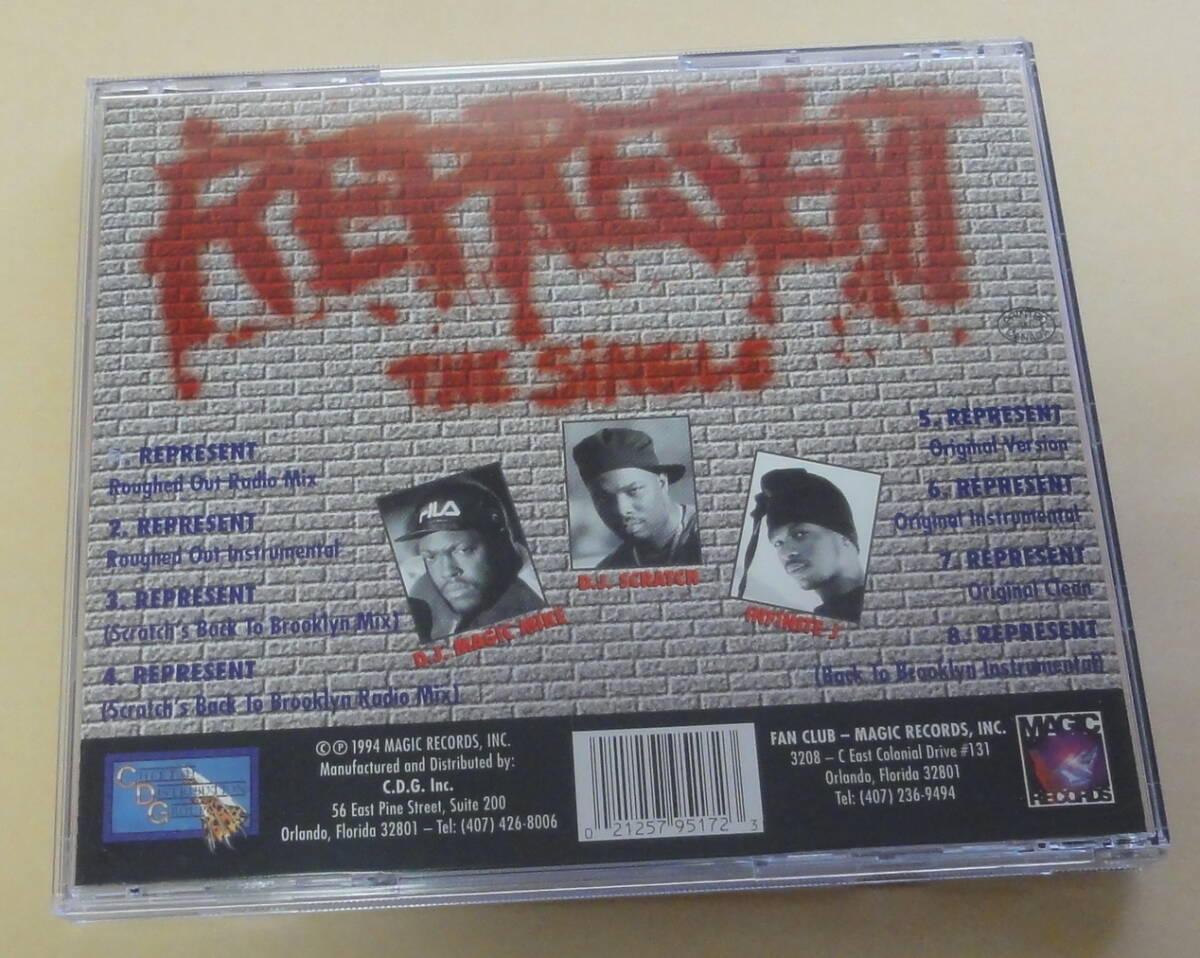 REPRESENT
THE SiNGLE
1. REPRESENT
Roughed Out Radio Mix
2. REPRESENT
Roughed Out Instrumental
3. REPRESENT
(Scratch's Back To Brooklyn Mix)
4. REPRESENT
(Scratch's Back To Brooklyn Radio Mix)
FILA
D.J. MAGIC MIKE
D.J. SCRATCH
INFINITE J
5. REPRESENT
Original Version
6. REPRESENT
Original Instrumental
7. REPRESENT
Original Clean
8. REPRESENT
(Back To Brooklyn Instrumental)
CHEETAH
DISTRIBUTION
GROUP
© ℗ 1994 MAGIC RECORDS, INC.
Manufactured and Distributed by:
C.D.G. Inc.
56 East Pine Street, Suite 200
Orlando, Florida 32801 – Tel: (407) 426-8006
0 21257 95172 3
FAN CLUB – MAGIC RECORDS, INC.
3208 – C East Colonial Drive #131
Orlando, Florida 32801
Tel: (407) 236-9494
MAGIC
RECORDS